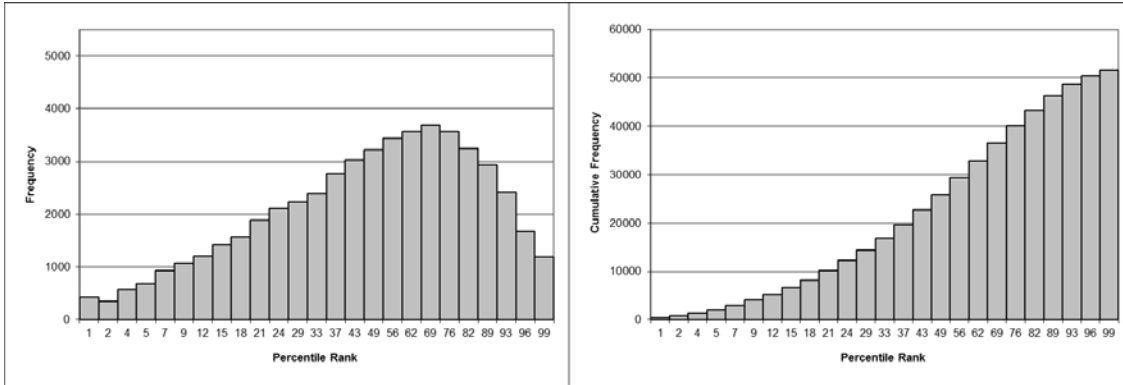 5000
4000
3000
2000
1000
0
Frequency
1 2 4 5 7 9 12 15 18 21 24 29 33 37 43 49 56 62 69 76 82 89 93 96 99
Percentile Rank
60000
50000
40000
30000
20000
10000
0
Cumulative Frequency
1 2 4 5 7 9 12 15 18 21 24 29 33 37 43 49 56 62 69 76 82 89 93 96 99
Percentile Rank